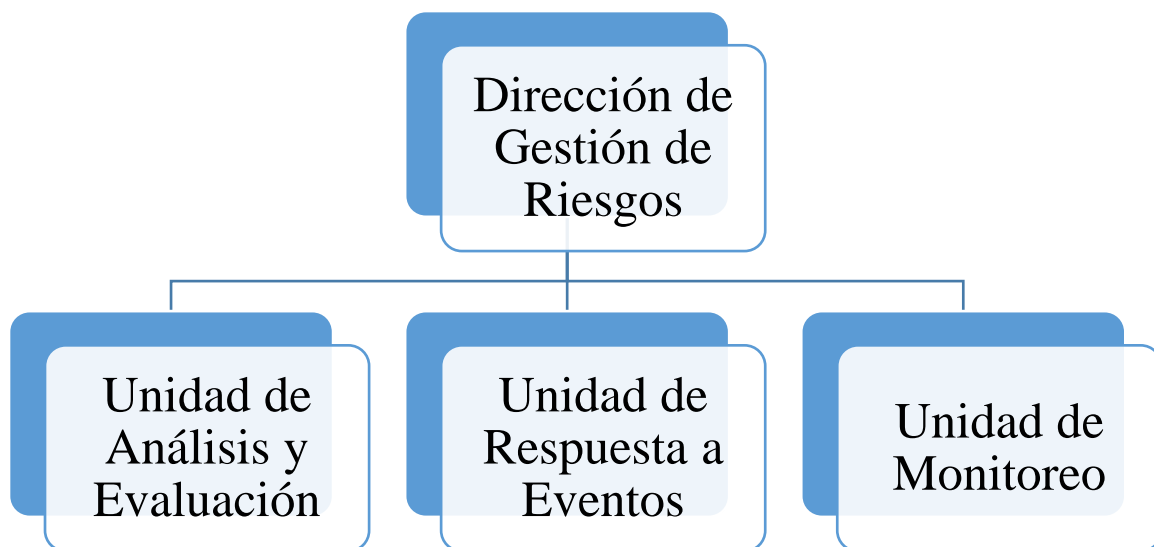 Dirección de
Gestión de
Riesgos
Unidad de
Análisis y
Evaluación
Unidad de
Respuesta a
Eventos
Unidad de
Monitoreo